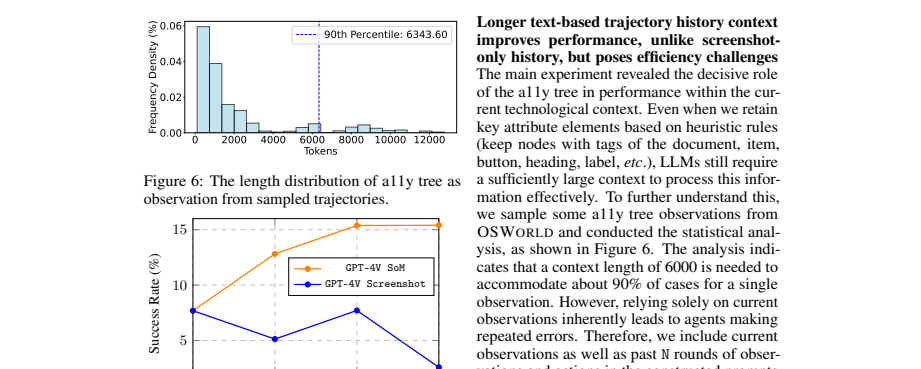 0.06
0.04
0.02
0.00
Frequency Density (%)
90th Percentile: 6343.60
0 2000 4000 6000 8000 10000 12000
Tokens
Figure 6: The length distribution of a11y tree as
observation from sampled trajectories.
15
10
5
Success Rate (%)
GPT-4V SoM
GPT-4V Screenshot
Longer text-based trajectory history context
improves performance, unlike screenshot-
only history, but poses efficiency challenges
The main experiment revealed the decisive role
of the a11y tree in performance within the cur-
rent technological context. Even when we retain
key attribute elements based on heuristic rules
(keep nodes with tags of the document, item,
button, heading, label, etc.), LLMs still require
a sufficiently large context to process this infor-
mation effectively. To further understand this,
we sample some a11y tree observations from
OSWORLD and conducted the statistical anal-
ysis, as shown in Figure 6. The analysis indi-
cates that a context length of 6000 is needed to
accommodate about 90% of cases for a single
observation. However, relying solely on current
observations inherently leads to agents making
repeated errors. Therefore, we include current
observations as well as past N rounds of obser-